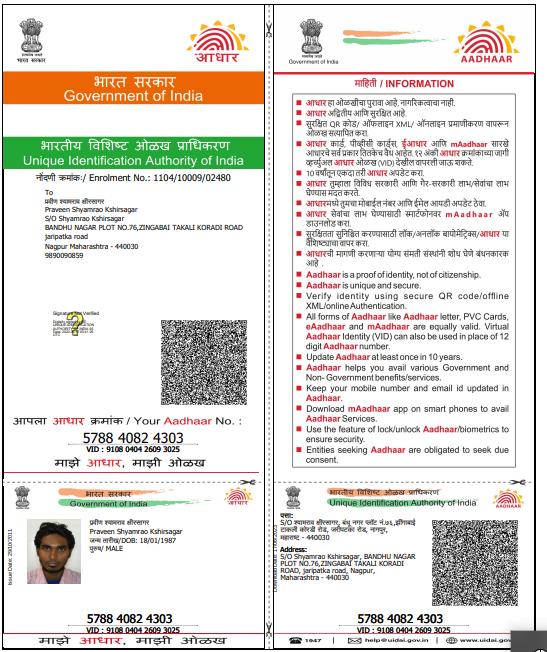 भारत सरकार
आधार
भारत सरकार
Government of India
भारतीय विशिष्ट ओळख प्राधिकरण
Unique Identification Authority of India
नोंदणी क्रमांक:/ Enrolment No.: 1104/10009/02480
To
प्रवीण श्यामराव क्षीरसागर
Praveen Shyamrao Kshirsagar
S/O Shyamrao Kshirsagar
BANDHU NAGAR PLOT NO.76,ZINGABAI TAKALI KORADI ROAD
jaripatka road
Nagpur Maharashtra - 440030
9890090859
Signature Not Verified
आपला आधार क्रमांक / Your Aadhaar No. :
5788 4082 4303
VID : 9108 0404 2609 3025
माझे आधार, माझी ओळख
Government of India
AADHAAR
माहिती / INFORMATION
आधार हा ओळखीचा पुरावा आहे, नागरिकत्वाचा नाही.
आधार अद्वितीय आणि सुरक्षित आहे.
सुरक्षित QR कोड/ ऑफलाइन XML/ ऑनलाइन प्रमाणीकरण वापरून
ओळख सत्यापित करा.
आधार कार्ड, पीव्हीसी कार्ड्स, ईआधार आणि mAadhaar सारखे
आधारचे सर्व प्रकार तितकेच वैध आहेत. १२ अंकी आधार क्रमांकाच्या जागी
व्हर्च्युअल आधार ओळख (VID) देखील वापरली जाऊ शकते.
10 वर्षांतून एकदा तरी आधार अपडेट करा.
आधार तुम्हाला विविध सरकारी आणि गैर-सरकारी लाभ/सेवांचा लाभ
घेण्यास मदत करते.
आधारमध्ये तुमचा मोबाईल नंबर आणि ईमेल आयडी अपडेट ठेवा.
आधार सेवांचा लाभ घेण्यासाठी स्मार्टफोनवर mAadhaar अॅप
डाउनलोड करा.
सुरक्षितता सुनिश्चित करण्यासाठी लॉक/अनलॉक बायोमेट्रिक्स/आधार या
वैशिष्ट्याचा वापर करा.
आधारची मागणी करणाऱ्या योग्य संमती संस्थांनी शोध घेणे बंधनकारक
आहे .
Aadhaar is a proof of identity, not of citizenship.
Aadhaar is unique and secure.
Verify identity using secure QR code/offline
XML/online Authentication.
All forms of Aadhaar like Aadhaar letter, PVC Cards,
eAadhaar and mAadhaar are equally valid. Virtual
Aadhaar Identity (VID) can also be used in place of 12
digit Aadhaar number.
Update Aadhaar at least once in 10 years.
Aadhaar helps you avail various Government and
Non- Government benefits/services.
Keep your mobile number and email id updated in
Aadhaar.
Download mAadhaar app on smart phones to avail
Aadhaar Services.
Use the feature of lock/unlock Aadhaar/biometrics to
ensure security.
Entities seeking Aadhaar are obligated to seek due
consent.
भारत सरकार
Government of India
आधार
Issue Date: 29/10/2011
प्रवीण श्यामराव क्षीरसागर
Praveen Shyamrao Kshirsagar
जन्म तारीख/DOB: 18/01/1987
पुरुष/ MALE
5788 4082 4303
VID : 9108 0404 2609 3025
माझे आधार, माझी ओळख
भारतीय विशिष्ट ओळख प्राधिकरण
Unique Identification Authority of India
AADHAAR
पत्ता:
S/O श्यामराव क्षीरसागर, बंधु नगर प्लॉट नं.७६,झींगाबाई
टाकली कोरडी रोड, जरीपटका रोड, नागपुर,
महाराष्ट्र - 440030
Address:
S/O Shyamrao Kshirsagar, BANDHU NAGAR
PLOT NO.76,ZINGABAI TAKALI KORADI
ROAD, jaripatka road, Nagpur,
Maharashtra - 440030
5788 4082 4303
VID : 9108 0404 2609 3025
1947 | help@uidai.gov.in | www.uidai.gov